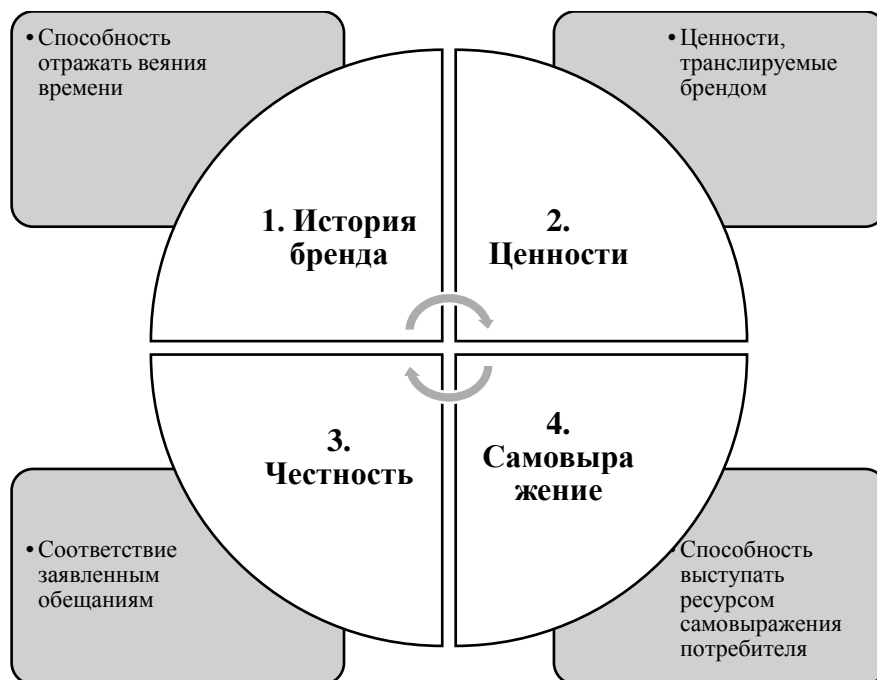 • Способность
отражать веяния
времени
• Ценности,
транслируемые
брендом
1. История
бренда
2.
Ценности
3.
Честность
4.
Самовыра
жение
• Соответствие
заявленным
обещаниям
• Способность
выступать
ресурсом
самовыражения
потребителя